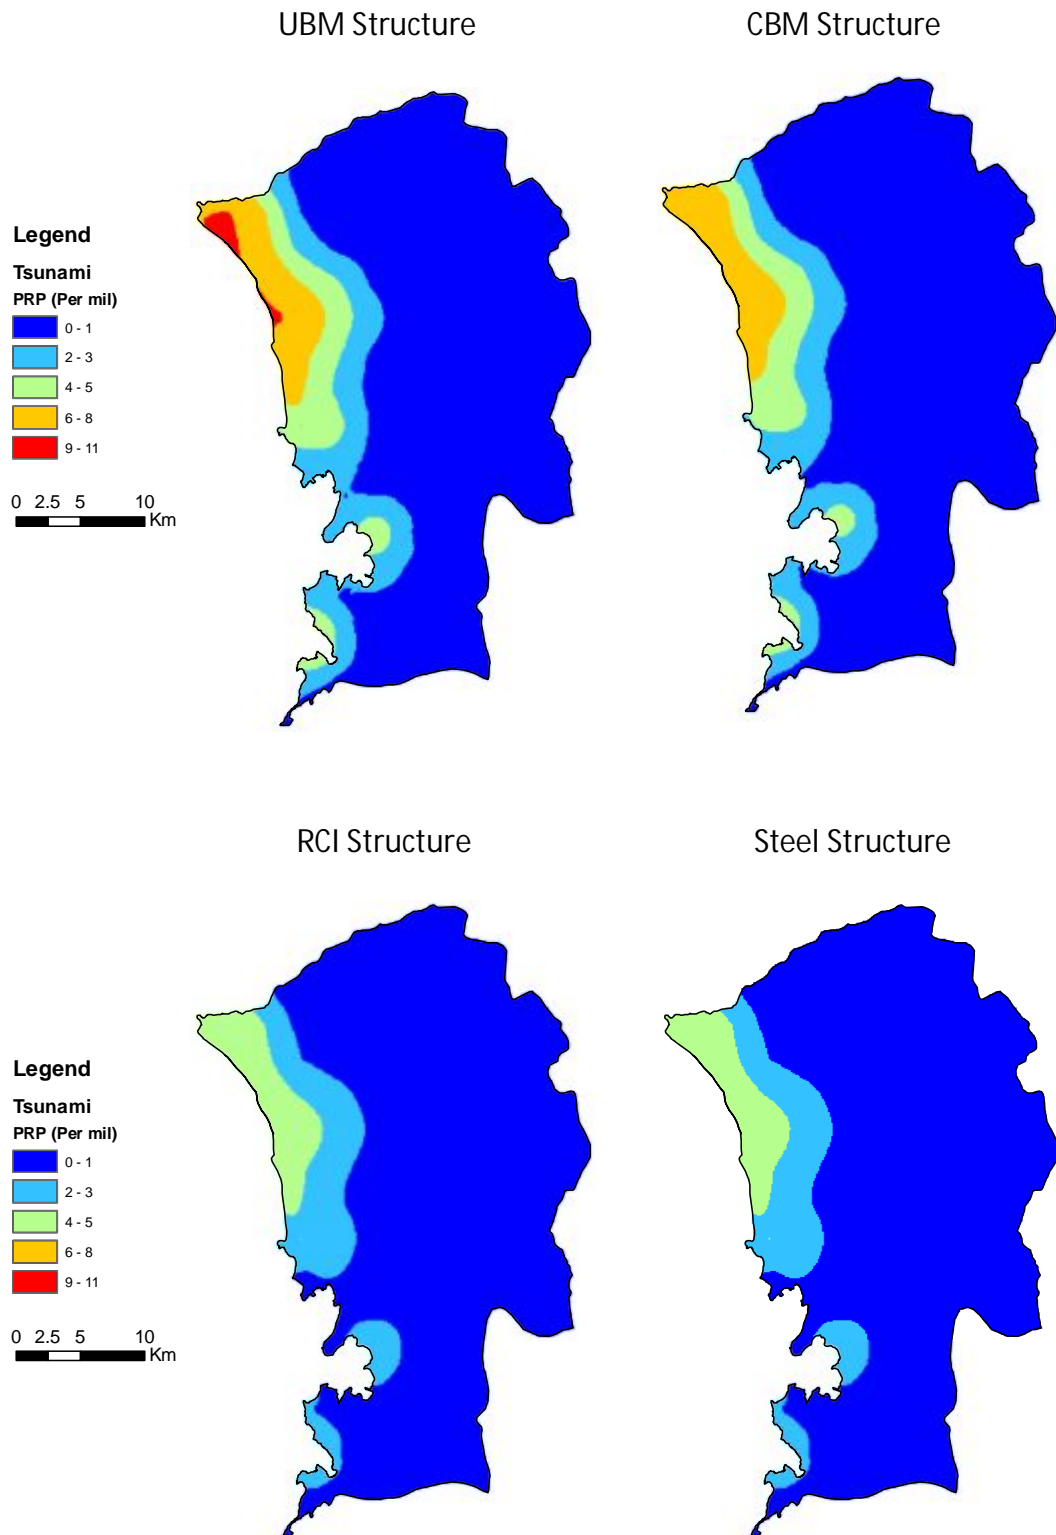 UBM Structure
CBM Structure
Legend
Tsunami
PRP (Per mil)
0 - 1
2 - 3
4 - 5
6 - 8
9 - 11
0 2.5 5 10
Km
RCI Structure
Steel Structure
Legend
Tsunami
PRP (Per mil)
0 - 1
2 - 3
4 - 5
6 - 8
9 - 11
0 2.5 5 10
Km